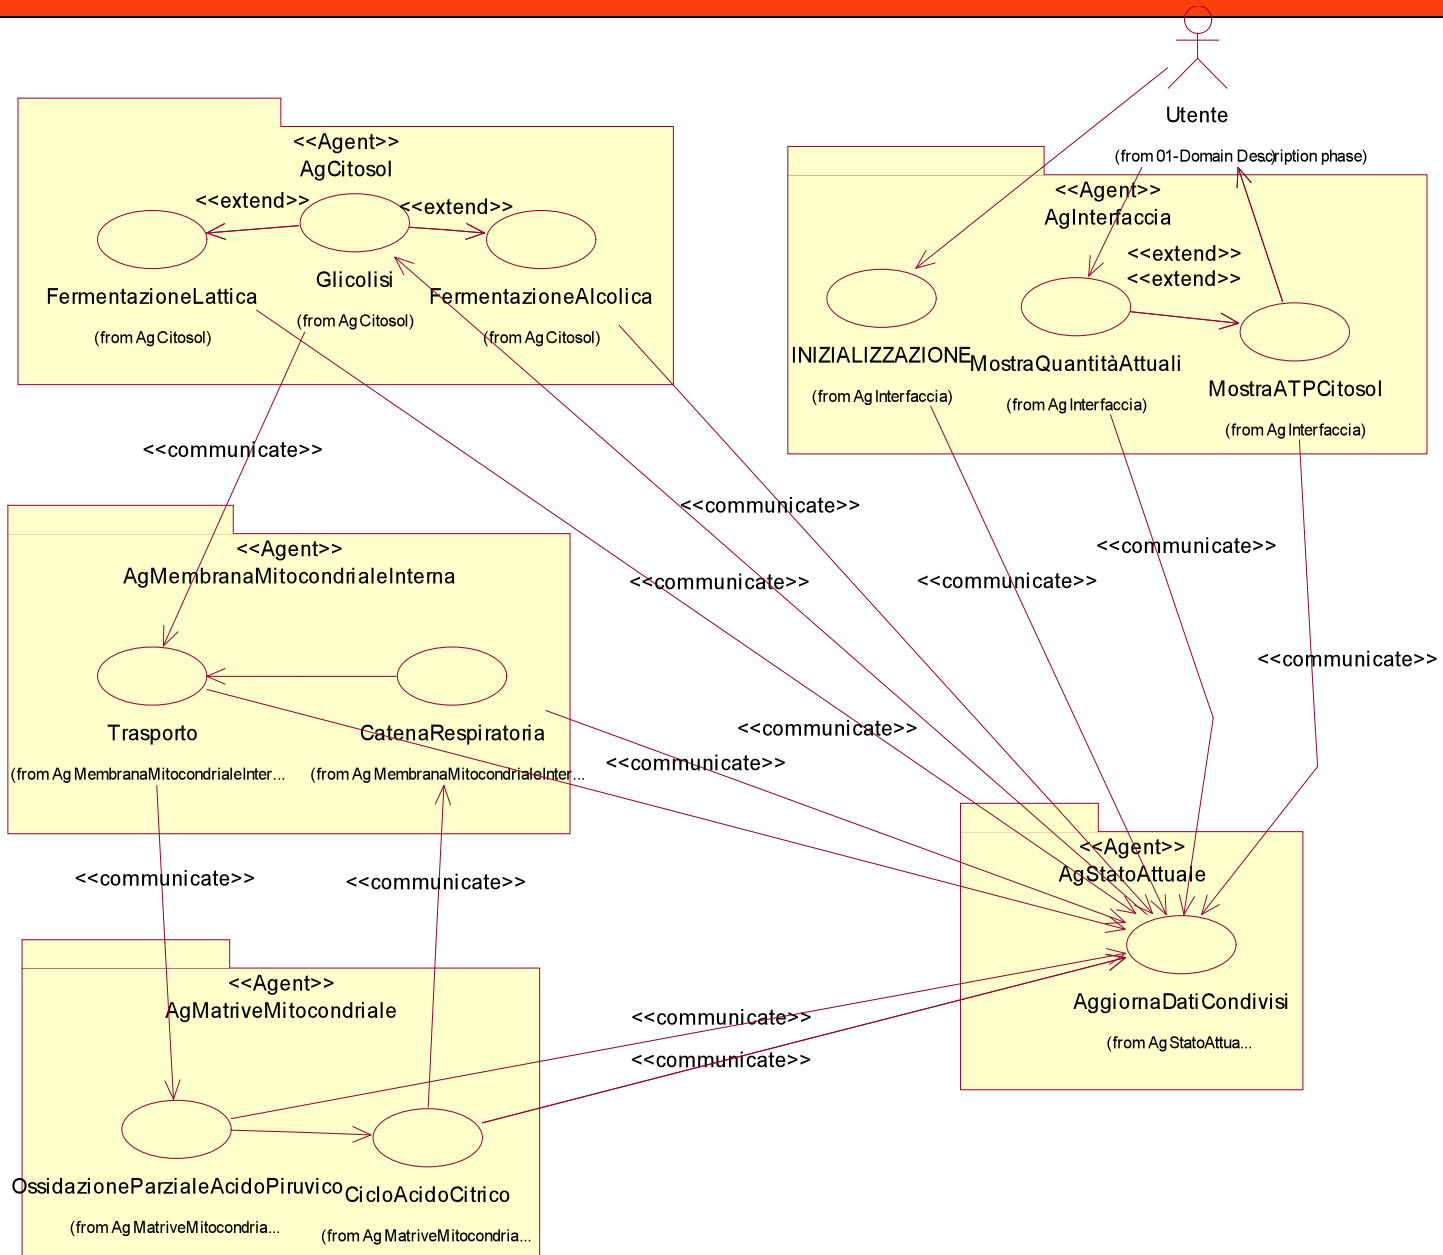 Utente
(from 01-Domain Description phase)
<<Agent>>
AgCitosol
<<extend>>
<<extend>>
Glicolisi
(from AgCitosol)
FermentazioneLattica
(from AgCitosol)
FermentazioneAlcolica
(from AgCitosol)
<<Agent>>
AgInterfaccia
<<extend>>
<<extend>>
INIZIALIZZAZIONE
(from AgInterfaccia)
MostraQuantitàAttuali
(from AgInterfaccia)
MostraATPCitosol
(from AgInterfaccia)
<<communicate>>
<<communicate>>
<<communicate>>
<<communicate>>
<<communicate>>
<<communicate>>
<<Agent>>
AgMembranaMitocondrialeInterna
Trasporto
(from AgMembranaMitocondrialeInter...
CatenaRespiratoria
(from AgMembranaMitocondrialeInter...
<<communicate>>
<<communicate>>
<<communicate>>
<<communicate>>
<<Agent>>
AgStatoAttuale
AggiornaDatiCondivisi
(from AgStatoAttua...
<<Agent>>
AgMatriveMitocondriale
<<communicate>>
<<communicate>>
OssidazioneParzialeAcidoPiruvico
(from AgMatriveMitocondria...
CicloAcidoCitrico
(from AgMatriveMitocondria...